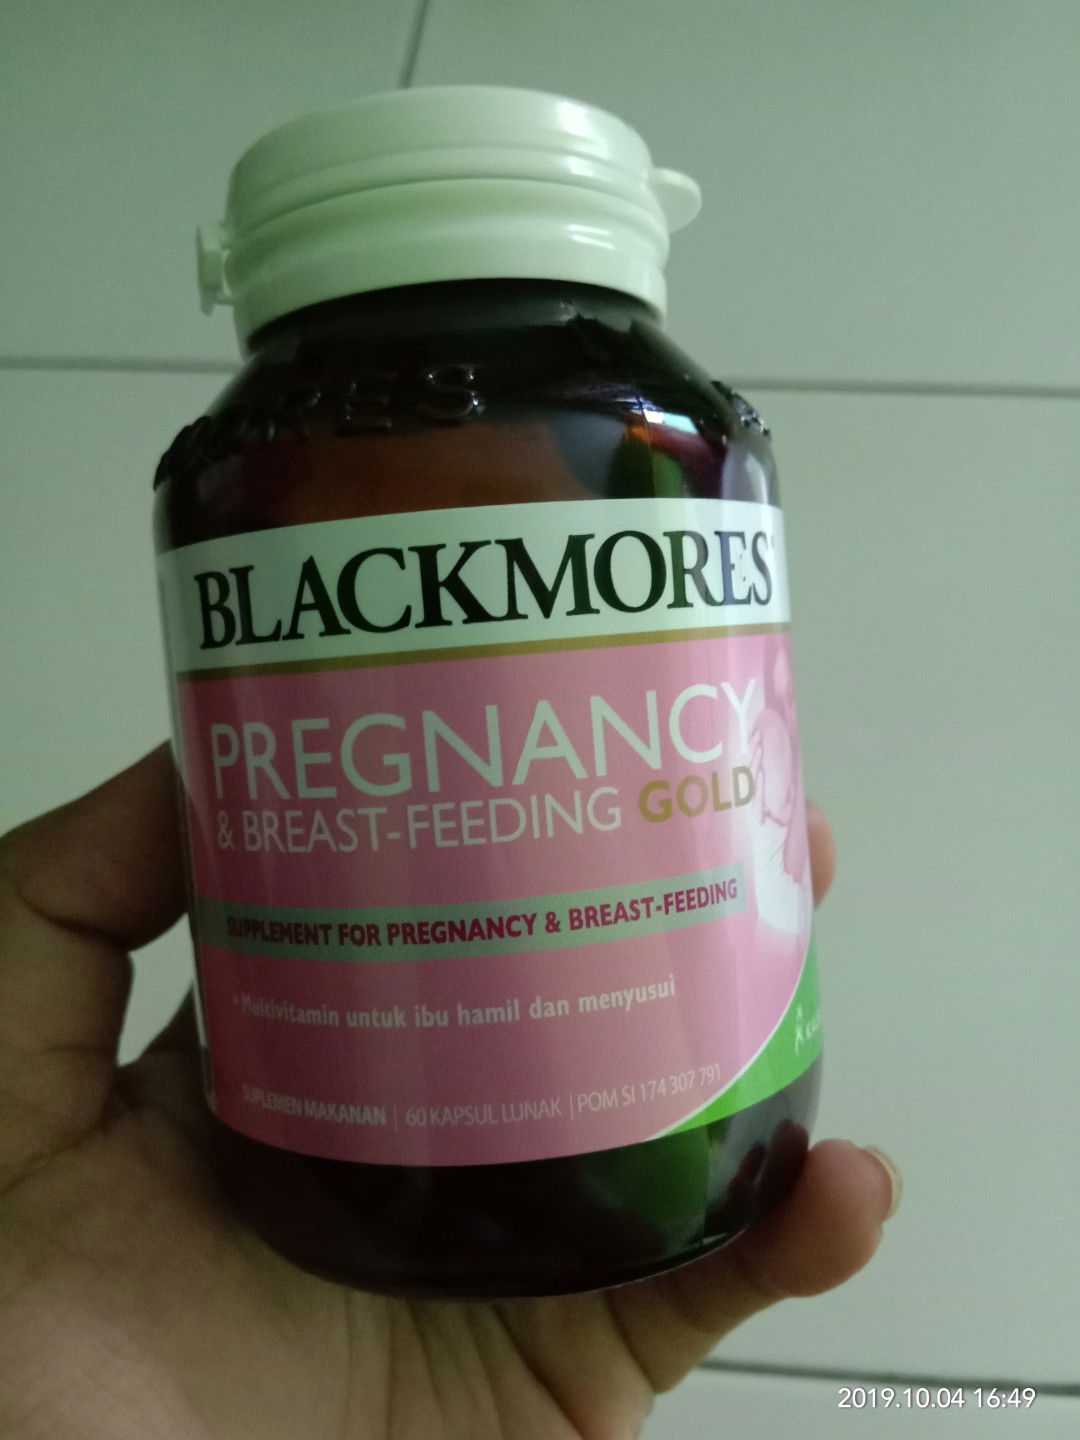 ORES
BLACKMORES
PREGNANCY
& BREAST-FEEDING GOLD
SUPPLEMENT FOR PREGNANCY & BREAST-FEEDING
• Multivitamin untuk ibu hamil dan menyusui
SUPLEMEN MAKANAN | 60 KAPSUL LUNAK | POM SI 174 307 791
2019.10.04 16:49